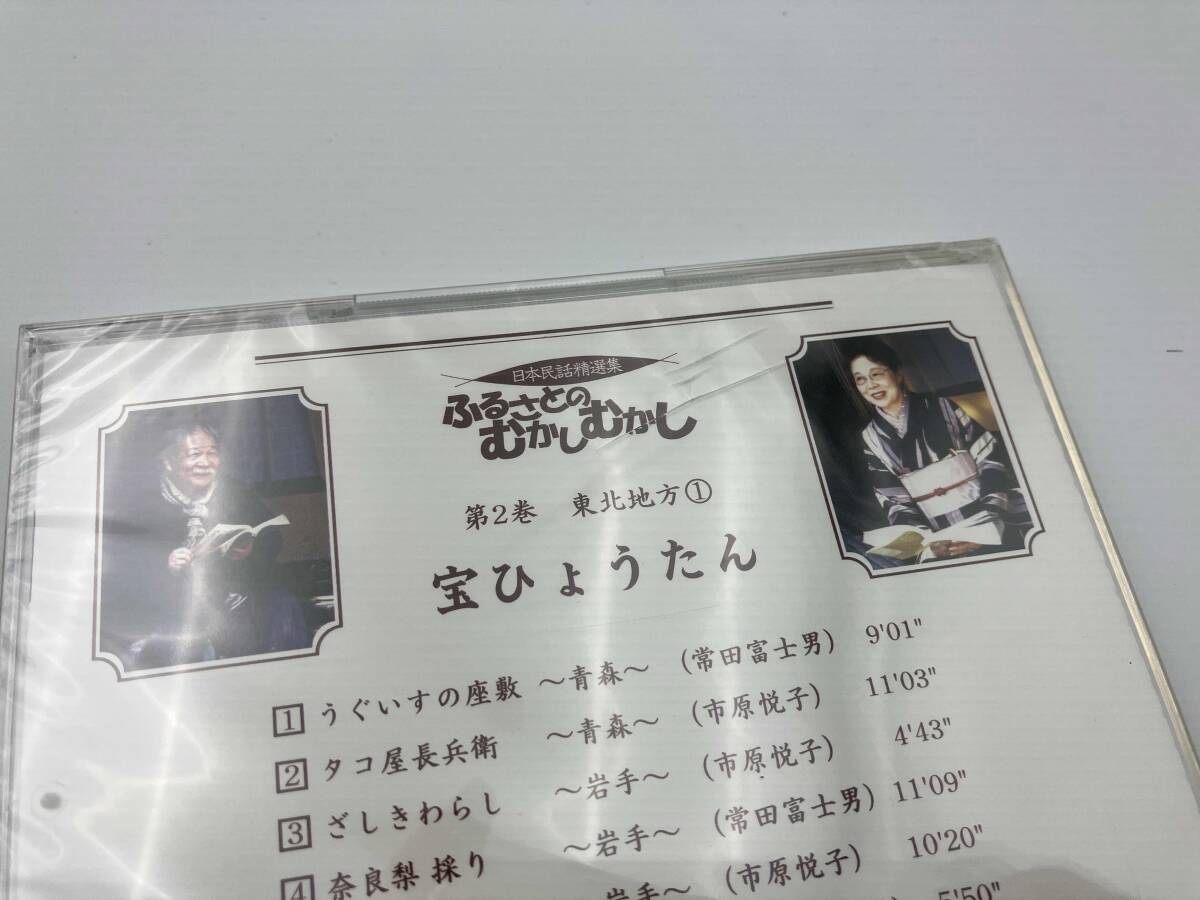 日本民話精選集
ふるさとの
むかしむかし
第2巻 東北地方①
宝ひょうたん
1 うぐいすの座敷 ～青森～ (常田富士男) 9'01"
2 タコ屋長兵衛 ～青森～ (市原悦子) 11'03"
3 ざしきわらし ～岩手～ (市原悦子) 4'43"
4 奈良梨採り ～岩手～ (常田富士男) 11'09"
岩手～ (市原悦子) 10'20"
5'50"